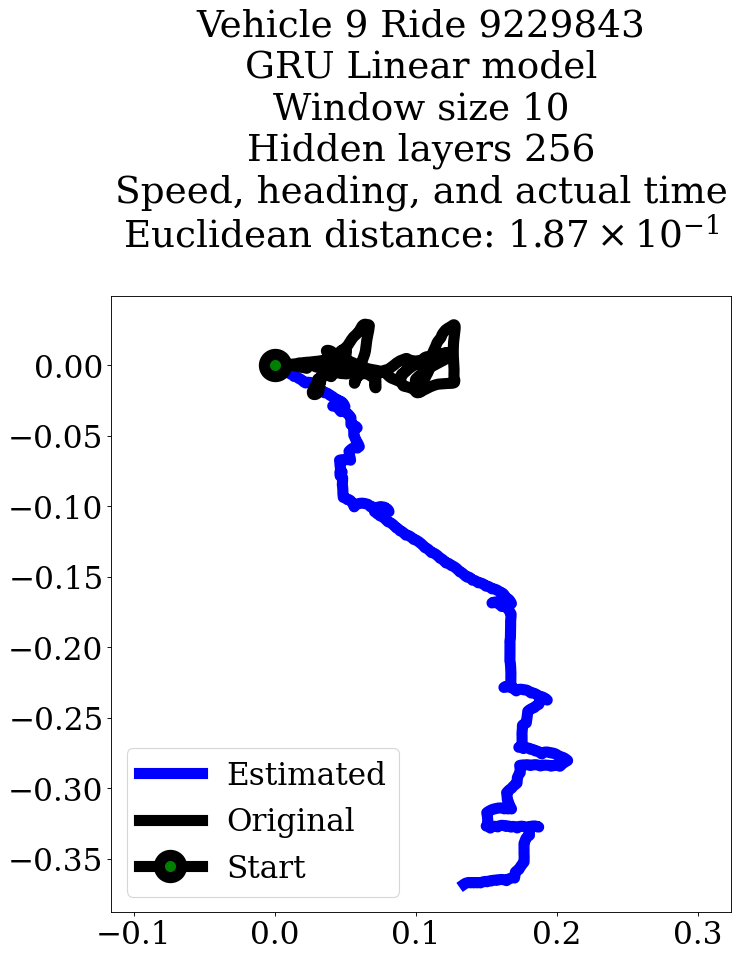 Vehicle 9 Ride 9229843
GRU Linear model
Window size 10
Hidden layers 256
Speed, heading, and actual time
Euclidean distance: 1.87 × 10⁻¹
0.00
−0.05
−0.10
−0.15
−0.20
−0.25
−0.30
−0.35
Estimated
Original
Start
−0.1 0.0 0.1 0.2 0.3